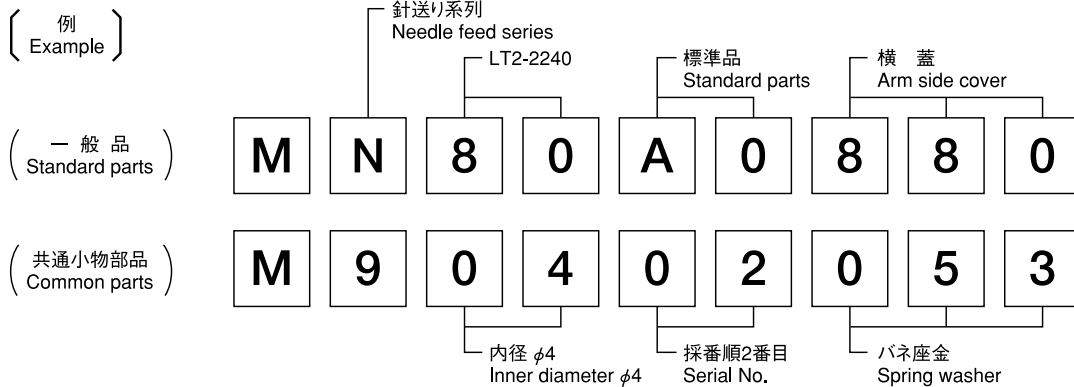 例
Example
針送り系列
Needle feed series
LT2-2240
標準品
Standard parts
横 蓋
Arm side cover
一 般 品
Standard parts
M N 8 0 A 0 8 8 0
共通小物部品
Common parts
M 9 0 4 0 2 0 5 3
内径 φ4
Inner diameter φ4
採番順2番目
Serial No.
バネ座金
Spring washer